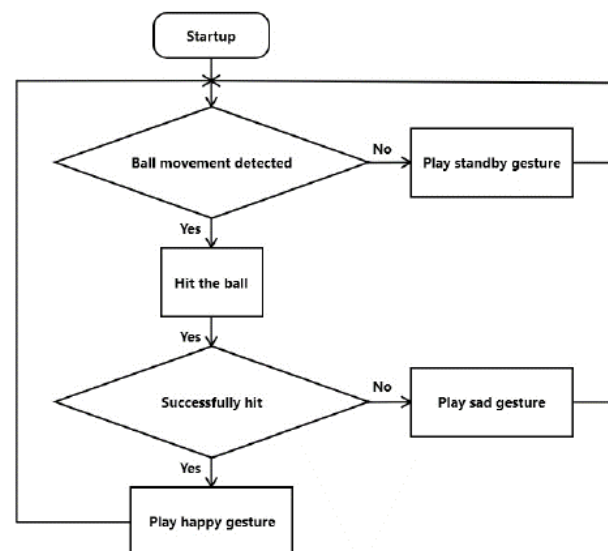 Startup
Ball movement detected
No
Play standby gesture
Yes
Hit the ball
Yes
Successfully hit
No
Play sad gesture
Yes
Play happy gesture